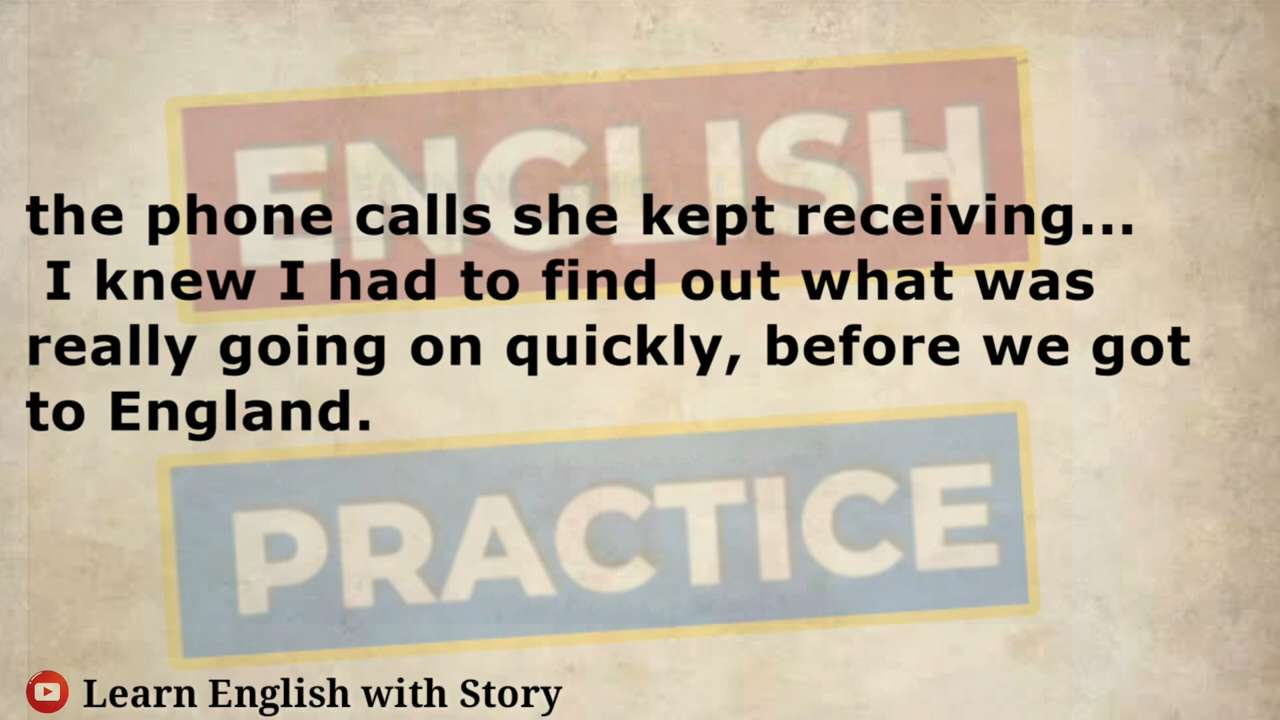 ENGLISH
the phone calls she kept receiving...
I knew I had to find out what was
really going on quickly, before we got
to England.
PRACTICE
Learn English with Story